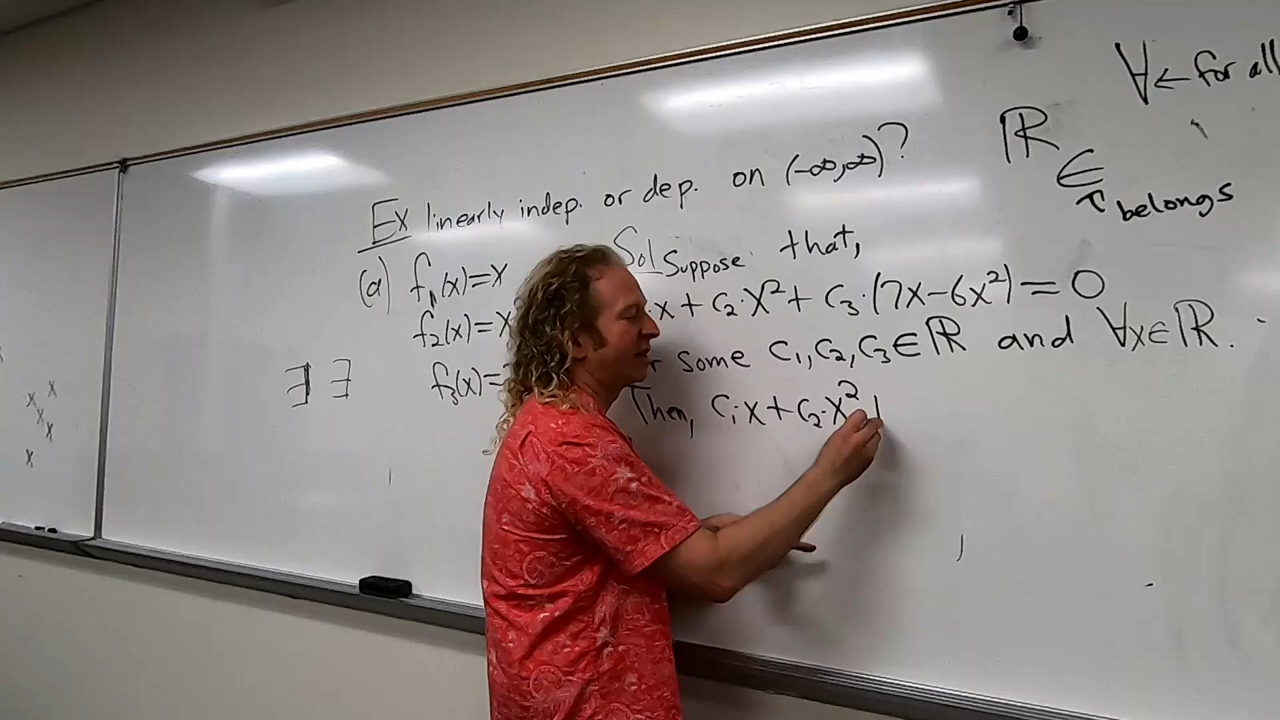 ∀ ← for all
ℝ
∈
↖ belongs
Ex linearly indep. or dep. on (-∞,∞)?
(a) f₁(x)=x
f₂(x)=x
f₃(x)=
∃ ∃
Sol Suppose that,
x + c₂·x² + c₃·(7x-6x²) = 0
some c₁,c₂,c₃∈ℝ and ∀x∈ℝ.
Then, c₁x+c₂·x²
x x x x x